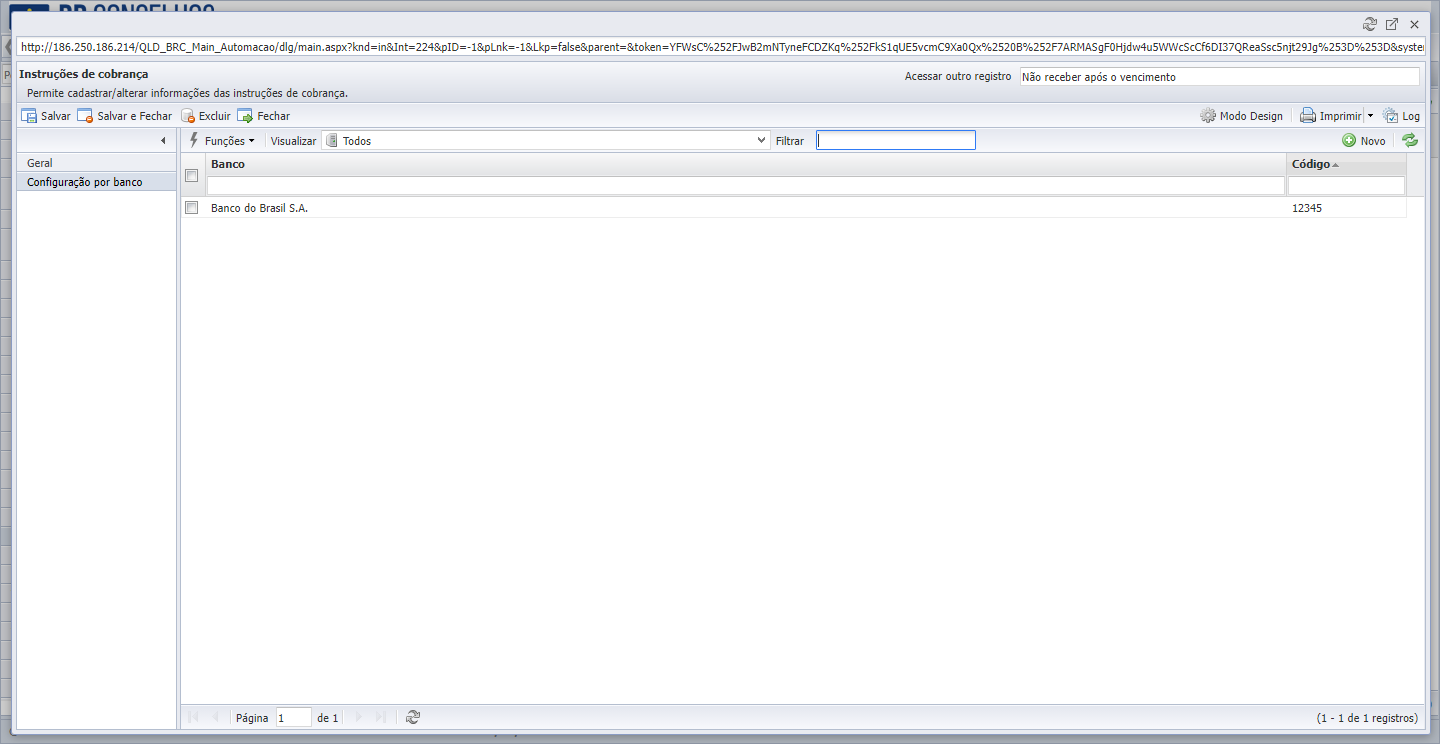 http://186.250.186.214/QLD_BRC_Main_Automacao/dlg/main.aspx?knd=in&Int=224&pID=-1&pLnk=-1&Lkp=false&parent=&token=YFWsC%252FJwB2mNTyneFCDZKq%252FkS1qUE5vcmC9Xa0Qx%2520B%252F7ARMASgF0Hjdw4u5WWcScCf6DI37QReaSsc5njt29Jg%253D%253D&system
Instruções de cobrança
Acessar outro registro Não receber após o vencimento
Permite cadastrar/alterar informações das instruções de cobrança.
Salvar Salvar e Fechar Excluir Fechar Modo Design Imprimir Log
Funções Visualizar Todos Filtrar Novo
Geral
Configuração por banco
Banco Código
Banco do Brasil S.A. 12345
Página 1 de 1 (1 - 1 de 1 registros)